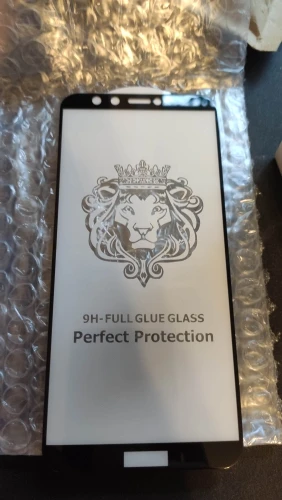 9H-FULL GLUE GLASS
Perfect Protection